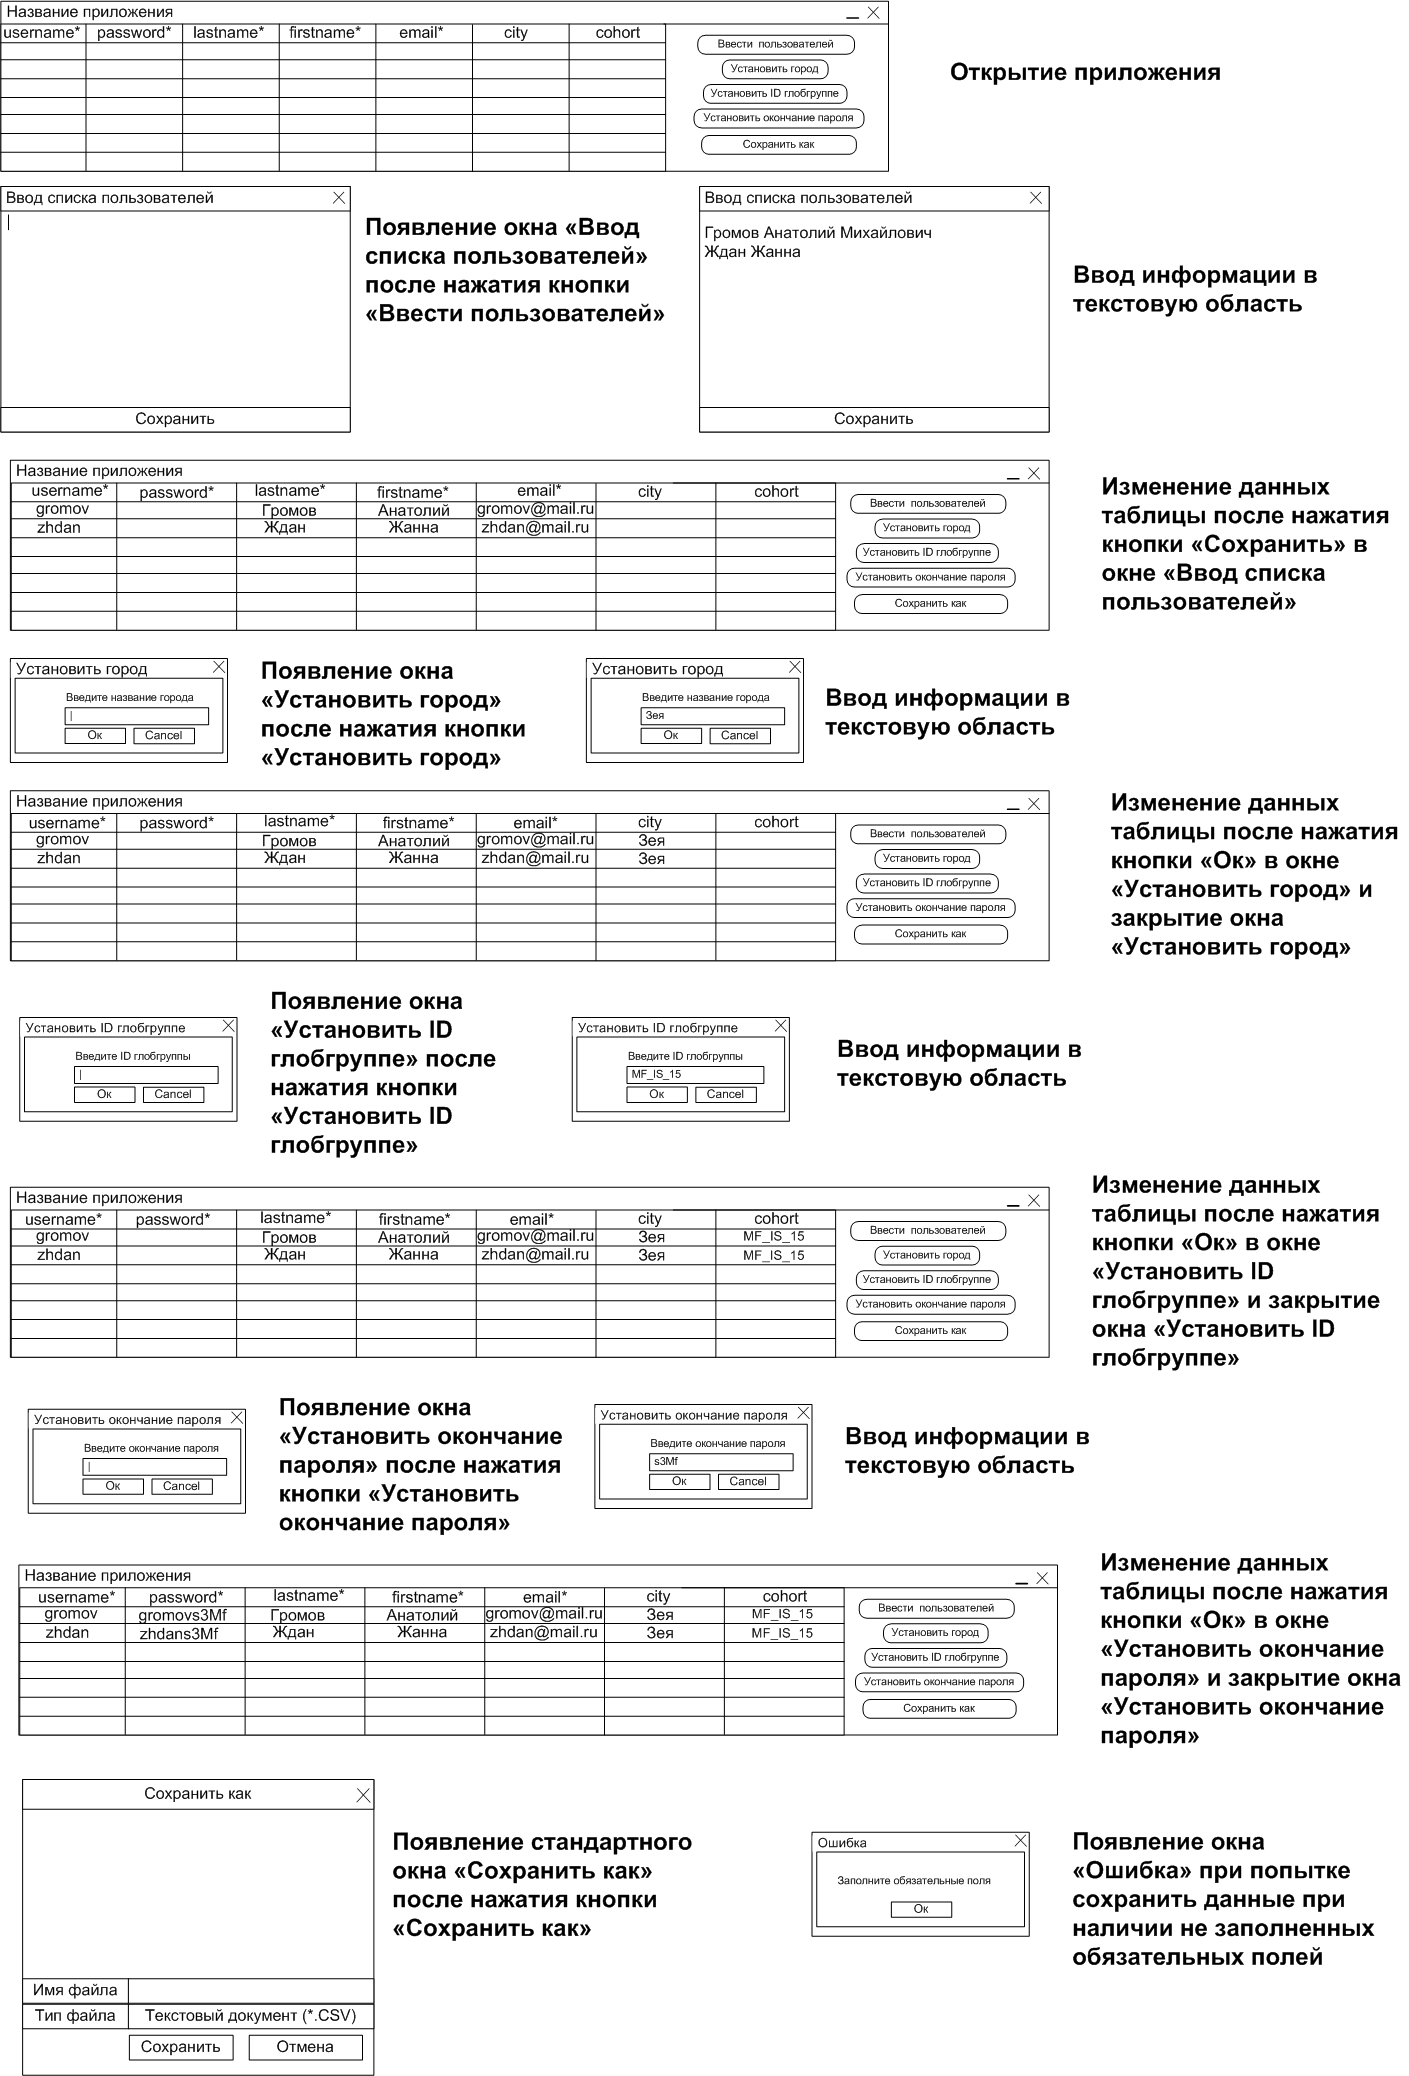 Название приложения
username* password* lastname* firstname* email* city cohort
Ввести пользователей
Установить город
Установить ID глобгруппе
Установить окончание пароля
Сохранить как
Открытие приложения
Ввод списка пользователей
Сохранить
Появление окна «Ввод
списка пользователей»
после нажатия кнопки
«Ввести пользователей»
Ввод списка пользователей
Громов Анатолий Михайлович
Ждан Жанна
Сохранить
Ввод информации в
текстовую область
Название приложения
username* password* lastname* firstname* email* city cohort
gromov Громов Анатолий gromov@mail.ru
zhdan Ждан Жанна zhdan@mail.ru
Ввести пользователей
Установить город
Установить ID глобгруппе
Установить окончание пароля
Сохранить как
Изменение данных
таблицы после нажатия
кнопки «Сохранить» в
окне «Ввод списка
пользователей»
Установить город
Введите название города
Ок Cancel
Появление окна
«Установить город»
после нажатия кнопки
«Установить город»
Установить город
Введите название города
Зея
Ок Cancel
Ввод информации в
текстовую область
Название приложения
username* password* lastname* firstname* email* city cohort
gromov Громов Анатолий gromov@mail.ru Зея
zhdan Ждан Жанна zhdan@mail.ru Зея
Ввести пользователей
Установить город
Установить ID глобгруппе
Установить окончание пароля
Сохранить как
Изменение данных
таблицы после нажатия
кнопки «Ок» в окне
«Установить город» и
закрытие окна
«Установить город»
Установить ID глобгруппе
Введите ID глобгруппы
Ок Cancel
Появление окна
«Установить ID
глобгруппе» после
нажатия кнопки
«Установить ID
глобгруппе»
Установить ID глобгруппе
Введите ID глобгруппы
MF_IS_15
Ок Cancel
Ввод информации в
текстовую область
Название приложения
username* password* lastname* firstname* email* city cohort
gromov Громов Анатолий gromov@mail.ru Зея MF_IS_15
zhdan Ждан Жанна zhdan@mail.ru Зея MF_IS_15
Ввести пользователей
Установить город
Установить ID глобгруппе
Установить окончание пароля
Сохранить как
Изменение данных
таблицы после нажатия
кнопки «Ок» в окне
«Установить ID
глобгруппе» и закрытие
окна «Установить ID
глобгруппе»
Установить окончание пароля
Введите окончание пароля
Ок Cancel
Появление окна
«Установить окончание
пароля» после нажатия
кнопки «Установить
окончание пароля»
Установить окончание пароля
Введите окончание пароля
s3Mf
Ок Cancel
Ввод информации в
текстовую область
Название приложения
username* password* lastname* firstname* email* city cohort
gromov gromovs3Mf Громов Анатолий gromov@mail.ru Зея MF_IS_15
zhdan zhdans3Mf Ждан Жанна zhdan@mail.ru Зея MF_IS_15
Ввести пользователей
Установить город
Установить ID глобгруппе
Установить окончание пароля
Сохранить как
Изменение данных
таблицы после нажатия
кнопки «Ок» в окне
«Установить окончание
пароля» и закрытие окна
«Установить окончание
пароля»
Сохранить как
Имя файла
Тип файла Текстовый документ (*.CSV)
Сохранить Отмена
Появление стандартного
окна «Сохранить как»
после нажатия кнопки
«Сохранить как»
Ошибка
Заполните обязательные поля
Ок
Появление окна
«Ошибка» при попытке
сохранить данные при
наличии не заполненных
обязательных полей